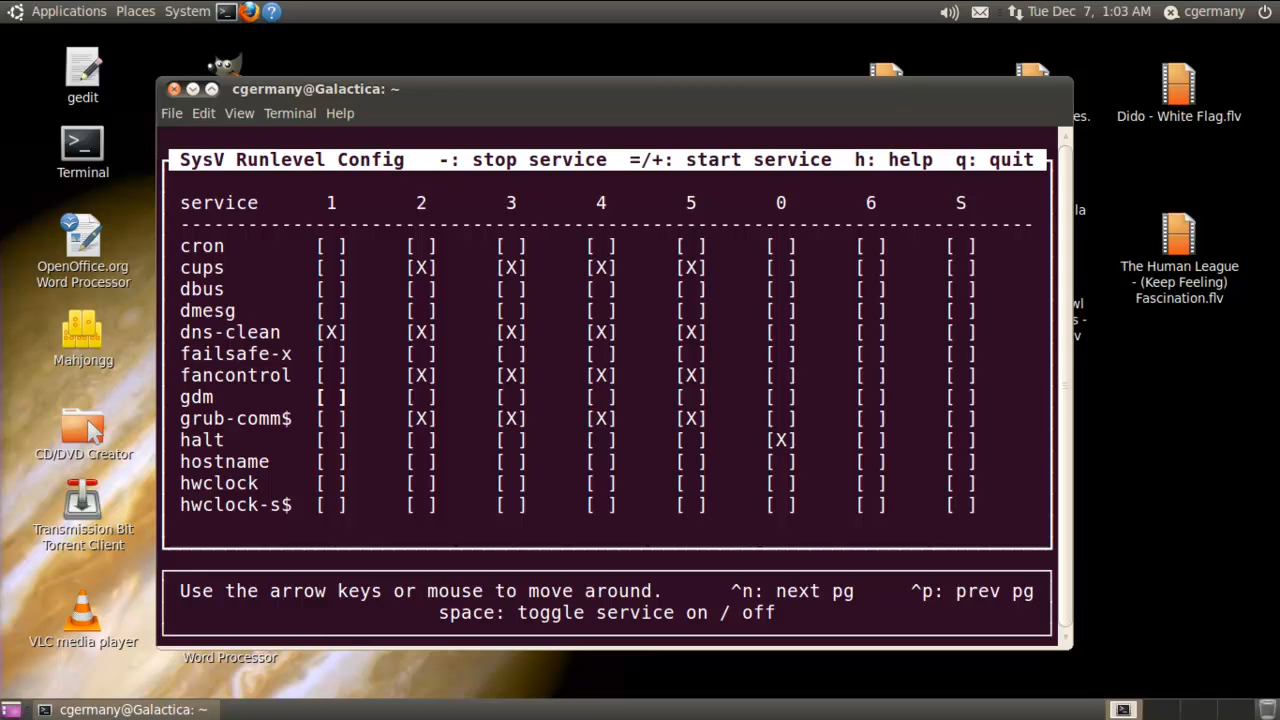 Applications Places System
Tue Dec 7, 1:03 AM cgermany
gedit
Terminal
OpenOffice.org
Word Processor
Mahjongg
CD/DVD Creator
Transmission Bit
Torrent Client
VLC media player
cgermany@Galactica: ~
File Edit View Terminal Help
SysV Runlevel Config -: stop service =/+: start service h: help q: quit
service 1 2 3 4 5 0 6 S
-----------------------------------------------------------------------------
cron [ ] [ ] [ ] [ ] [ ] [ ] [ ] [ ]
cups [ ] [X] [X] [X] [X] [ ] [ ] [ ]
dbus [ ] [ ] [ ] [ ] [ ] [ ] [ ] [ ]
dmesg [ ] [ ] [ ] [ ] [ ] [ ] [ ] [ ]
dns-clean [X] [X] [X] [X] [X] [ ] [ ] [ ]
failsafe-x [ ] [ ] [ ] [ ] [ ] [ ] [ ] [ ]
fancontrol [ ] [X] [X] [X] [X] [ ] [ ] [ ]
gdm [ ] [ ] [ ] [ ] [ ] [ ] [ ] [ ]
grub-comm$ [ ] [X] [X] [X] [X] [ ] [ ] [ ]
halt [ ] [ ] [ ] [ ] [ ] [X] [ ] [ ]
hostname [ ] [ ] [ ] [ ] [ ] [ ] [ ] [ ]
hwclock [ ] [ ] [ ] [ ] [ ] [ ] [ ] [ ]
hwclock-s$ [ ] [ ] [ ] [ ] [ ] [ ] [ ] [ ]
Use the arrow keys or mouse to move around. ^n: next pg ^p: prev pg
space: toggle service on / off
Word Processor
Dido - White Flag.flv
The Human League
- (Keep Feeling)
Fascination.flv
cgermany@Galactica: ~